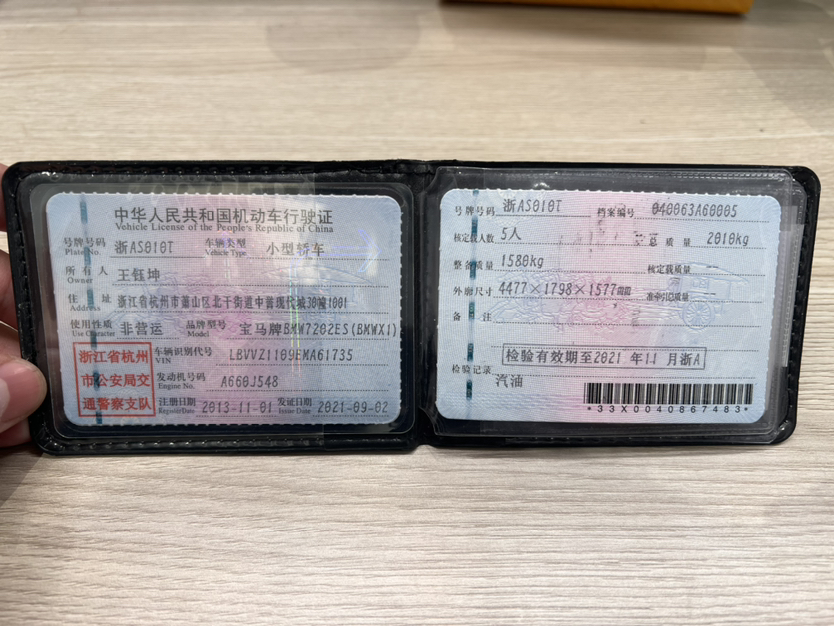 中华人民共和国机动车行驶证
Vehicle License of the People's Republic of China
号牌号码 浙AS010T 车辆类型 小型轿车
Plate No. Vehicle Type
所有人 王钰坤
Owner
住址 浙江省杭州市萧山区北干街道中誉现代城30幢1001
Address
使用性质 非营运 品牌型号 宝马牌BMW7202ES(BMWX1)
Use Character Model
浙江省杭州市公安局交通警察支队
车辆识别代号 LBVVZ1109EMA61735
VIN
发动机号码 A660J548
Engine No.
注册日期 2013-11-01 发证日期 2021-09-02
Register Date Issue Date
号牌号码 浙AS010T 档案编号 040063A60005
核定载人数 5人 总质量 2010kg
整备质量 1580kg 核定载质量 --
外廓尺寸 4477×1798×1577mm 准牵引总质量 --
备注
检验记录 检验有效期至2021年11月浙A
汽油
*33X0040867483*